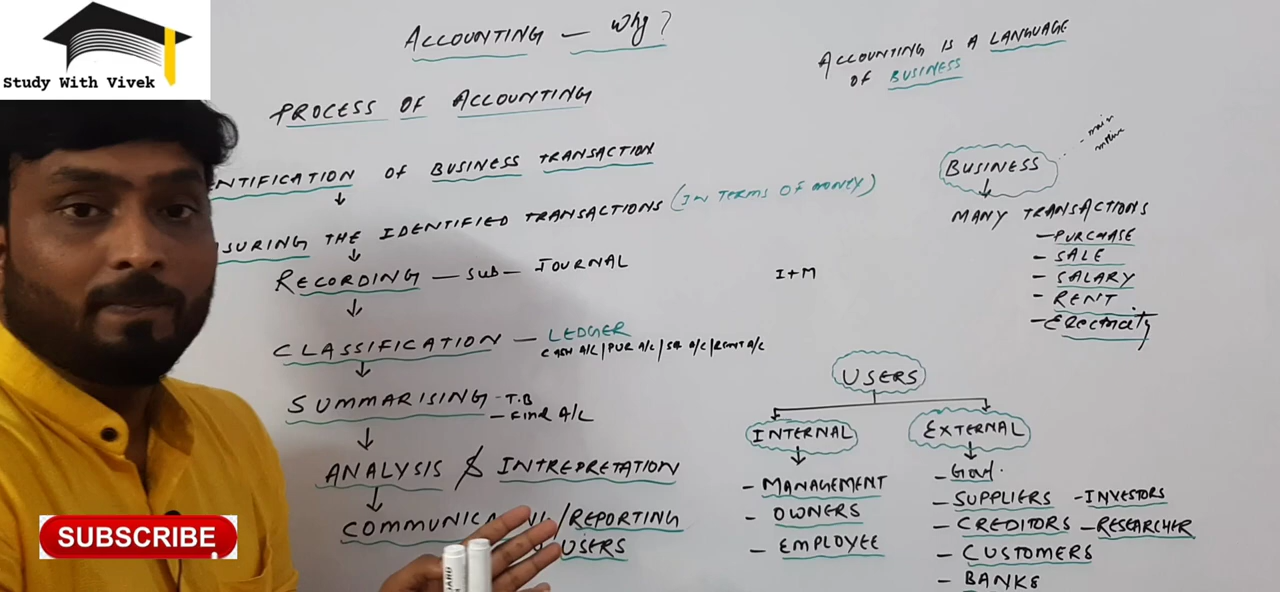 Study With Vivek
ACCOUNTING - Why?
PROCESS OF ACCOUNTING
ENTIFICATION OF BUSINESS TRANSACTION
SURING THE IDENTIFIED TRANSACTIONS (IN TERMS OF MONEY)
RECORDING - SUB - JOURNAL
CLASSIFICATION - LEDGER
CASH A/C/PUR A/C/SA A/C/RENT A/C
SUMMARISING - T.B
- Final A/C
ANALYSIS & INTREPRETATION
COMMUNICA /REPORTING
USERS
SUBSCRIBE
ACCOUNTING IS A LANGUAGE
OF BUSINESS
BUSINESS
main
MANY TRANSACTIONS
- PURCHASE
- SALE
- SALARY
- RENT
- Electricity
I+M
USERS
INTERNAL
- MANAGEMENT
- OWNERS
- EMPLOYEE
EXTERNAL
- Govt.
- SUPPLIERS - INVESTORS
- CREDITORS - RESEARCHER
- CUSTOMERS
- BANKS